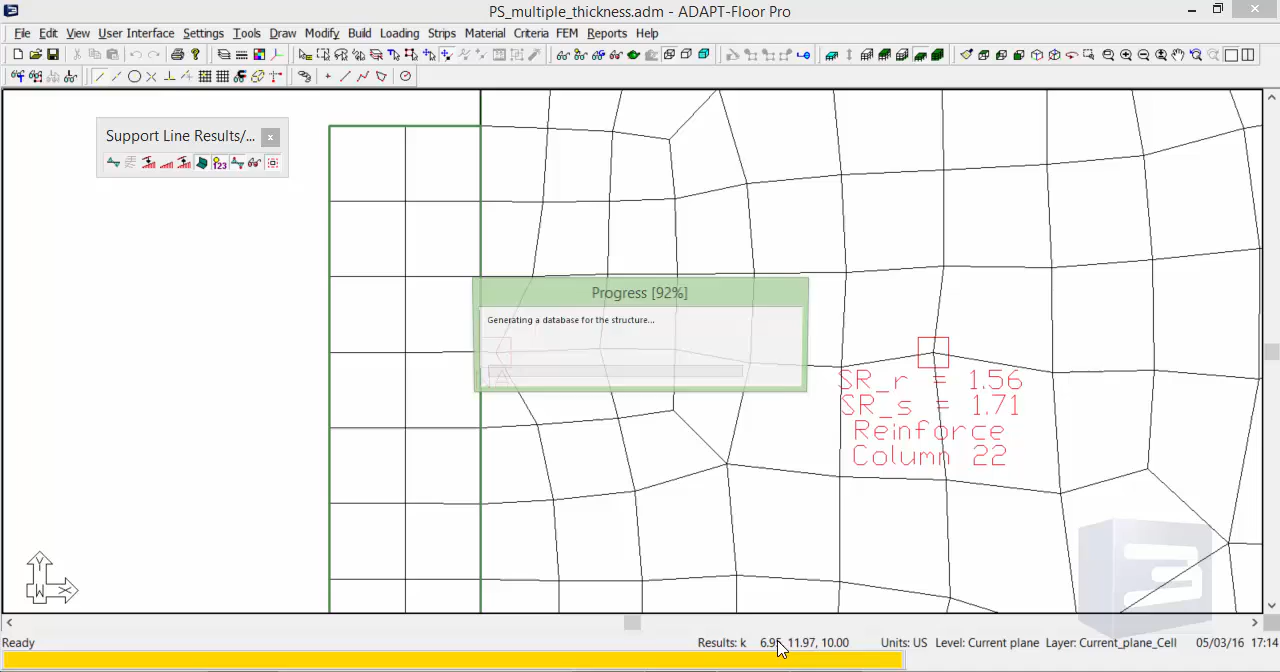 PS_multiple_thickness.adm - ADAPT-Floor Pro
File Edit View User Interface Settings Tools Draw Modify Build Loading Strips Material Criteria FEM Reports Help
Support Line Results/...
Progress [92%]
Generating a database for the structure...
SR_r = 1.56
SR_s = 1.71
Reinforce
Column 22
Y
W X
Ready
Results: k
11.97, 10.00
Units: US
Level: Current plane
Layer: Current_plane_Cell
05/03/16
17:14